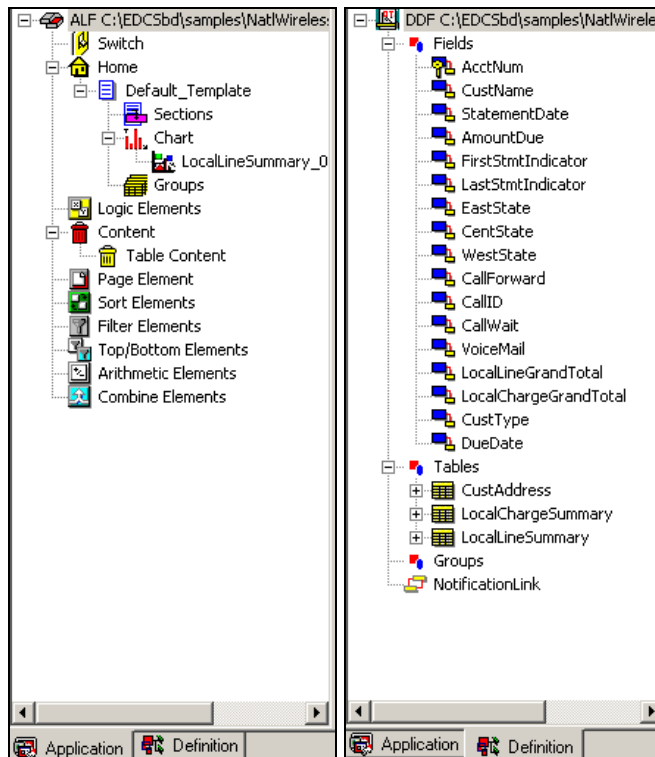 ALF C:\EDCSbd\samples\NatlWireles
Switch
Home
Default_Template
Sections
Chart
LocalLineSummary_0
Groups
Logic Elements
Content
Table Content
Page Element
Sort Elements
Filter Elements
Top/Bottom Elements
Arithmetic Elements
Combine Elements
Application
Definition
DDF C:\EDCSbd\samples\NatlWirele
Fields
AcctNum
CustName
StatementDate
AmountDue
FirstStmtIndicator
LastStmtIndicator
EastState
CentState
WestState
CallForward
CallID
CallWait
VoiceMail
LocalLineGrandTotal
LocalChargeGrandTotal
CustType
DueDate
Tables
CustAddress
LocalChargeSummary
LocalLineSummary
Groups
NotificationLink
Application
Definition